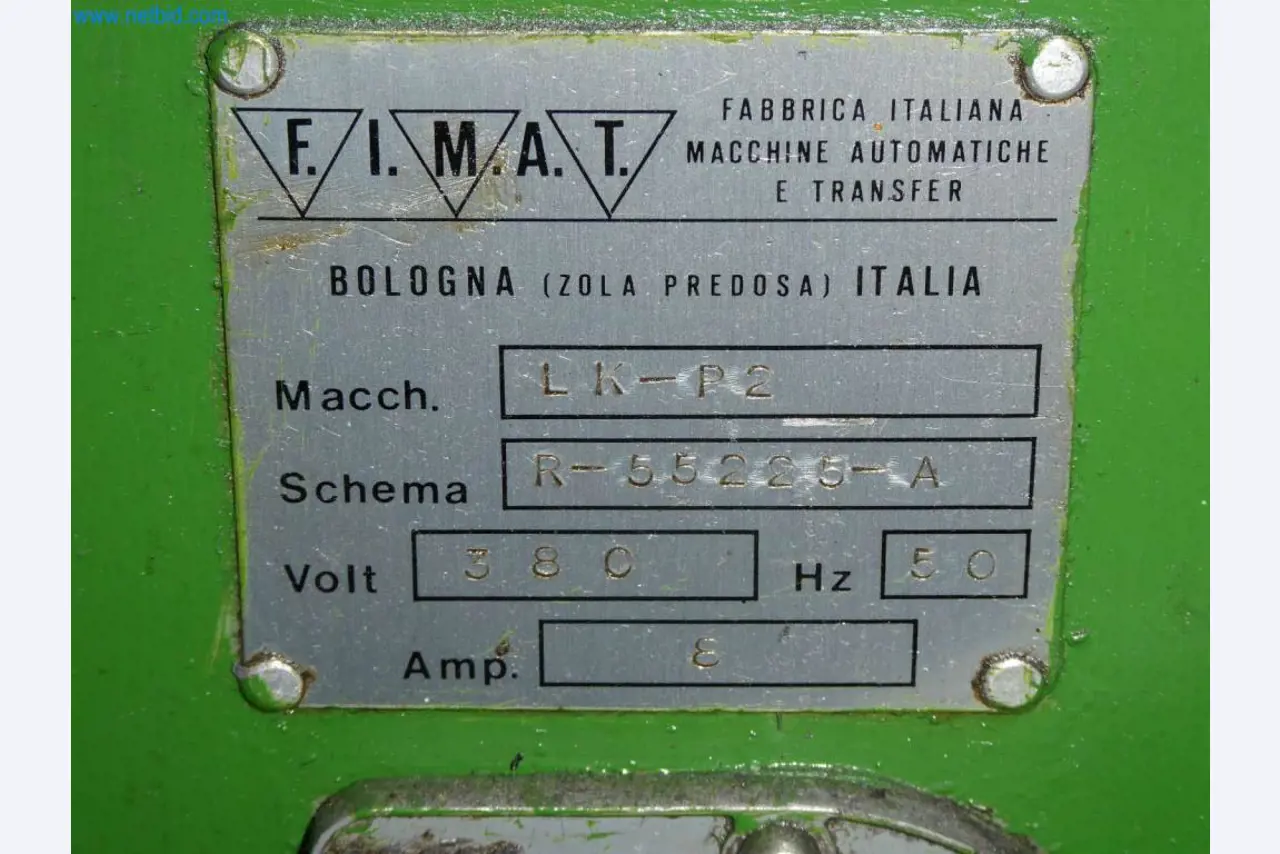 www.netbid.com
F. I. M. A. T.
FABBRICA ITALIANA
MACCHINE AUTOMATICHE
E TRANSFER
BOLOGNA (ZOLA PREDOSA) ITALIA
Macch. LK-P2
Schema R-55225-A
Volt 380 Hz 50
Amp.